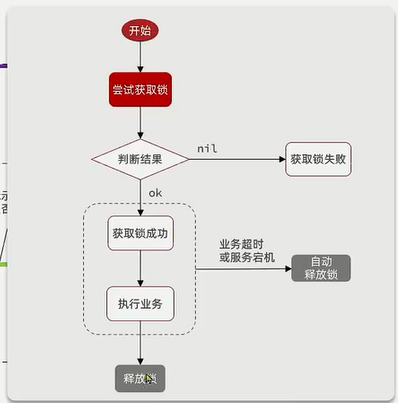 开始
尝试获取锁
判断结果
nil
获取锁失败
ok
获取锁成功
业务超时
或服务宕机
自动
释放锁
执行业务
释放锁